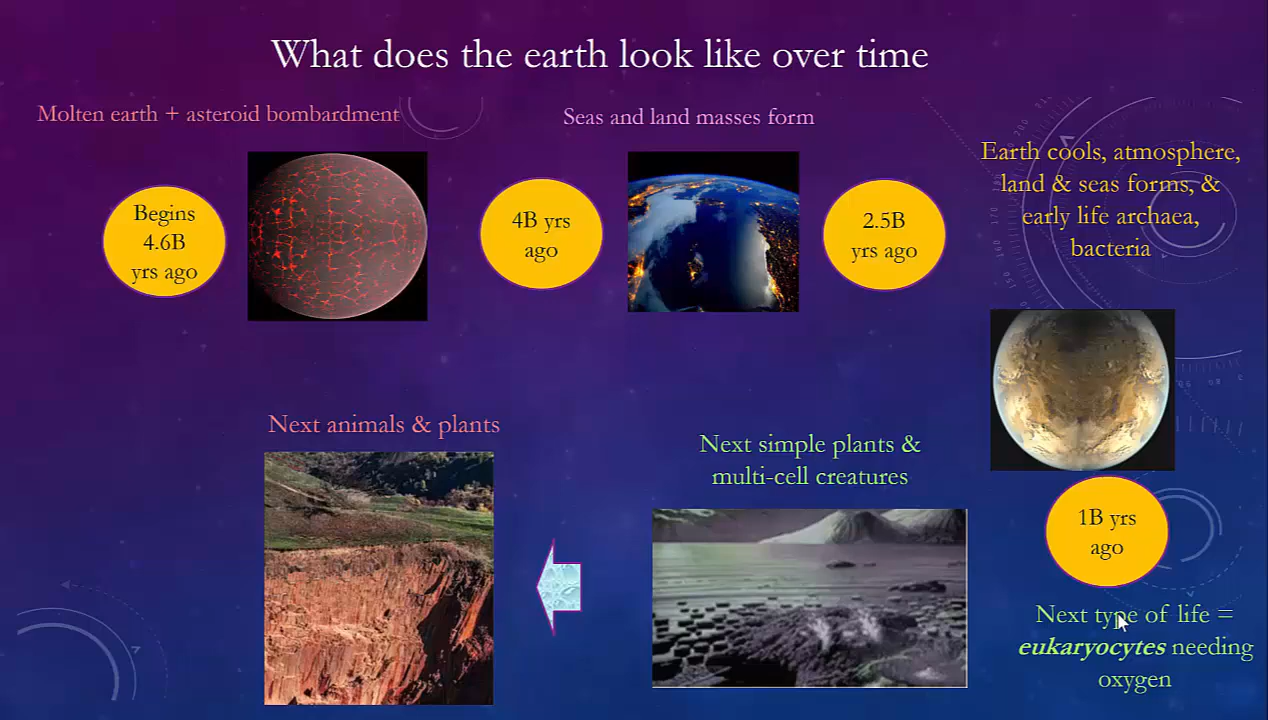 What does the earth look like over time
Molten earth + asteroid bombardment
Begins
4.6B
yrs ago
Seas and land masses form
4B yrs
ago
2.5B
yrs ago
Earth cools, atmosphere,
land & seas forms, &
early life archaea,
bacteria
1B yrs
ago
Next type of life =
eukaryocytes needing
oxygen
Next simple plants &
multi-cell creatures
Next animals & plants